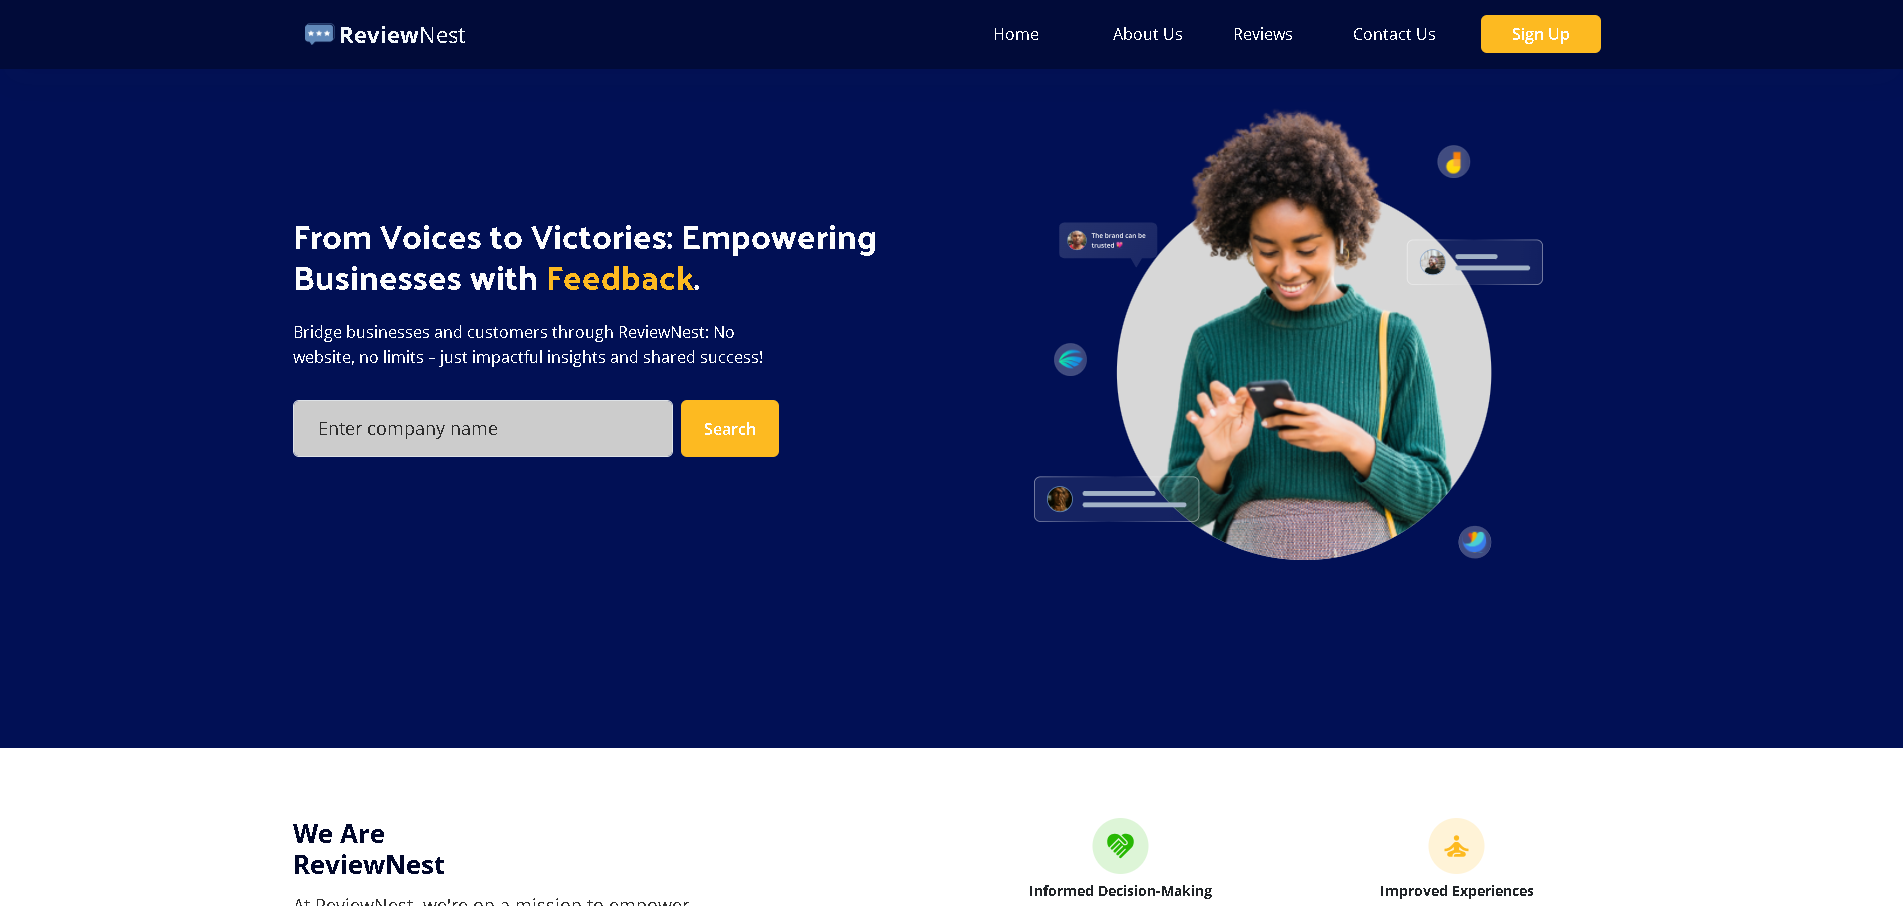 ReviewNest
Home
About Us
Reviews
Contact Us
Sign Up
From Voices to Victories: Empowering
Businesses with Feedback.
Bridge businesses and customers through ReviewNest: No
website, no limits – just impactful insights and shared success!
Enter company name
Search
The brand can be
trusted
We Are
ReviewNest
At ReviewNest, we're on a mission to empower
Informed Decision-Making
Improved Experiences